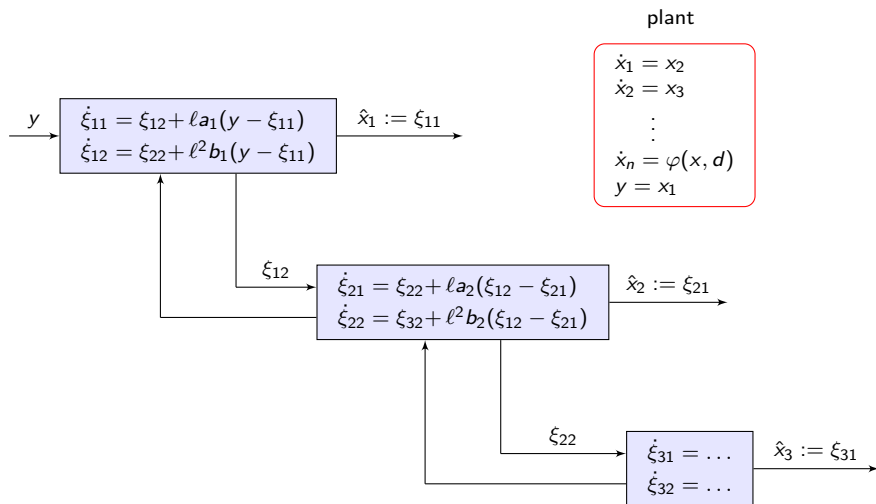 plant
ẋ₁ = x₂
ẋ₂ = x₃
⋮
ẋₙ = φ(x, d)
y = x₁
y
ξ̇₁₁ = ξ₁₂+ ℓa₁(y − ξ₁₁)
ξ̇₁₂ = ξ₂₂+ ℓ²b₁(y − ξ₁₁)
x̂₁ := ξ₁₁
ξ₁₂
ξ̇₂₁ = ξ₂₂+ ℓa₂(ξ₁₂ − ξ₂₁)
ξ̇₂₂ = ξ₃₂+ ℓ²b₂(ξ₁₂ − ξ₂₁)
x̂₂ := ξ₂₁
ξ₂₂
ξ̇₃₁ = …
ξ̇₃₂ = …
x̂₃ := ξ₃₁